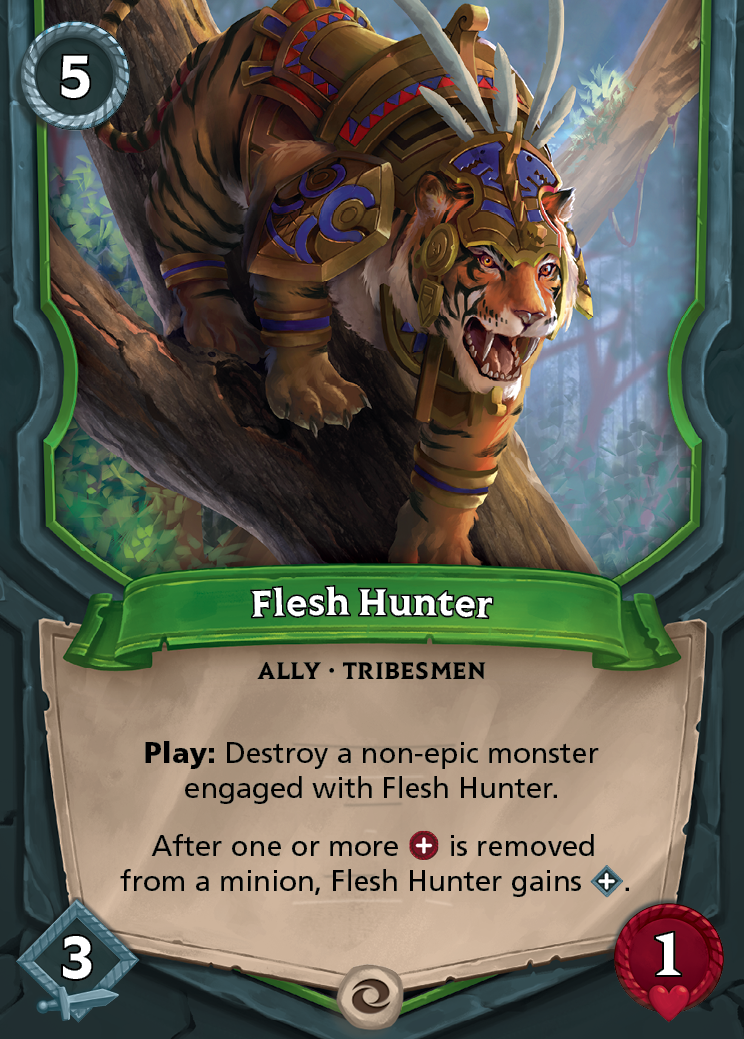 5
Flesh Hunter
ALLY · TRIBESMEN
Play: Destroy a non-epic monster
engaged with Flesh Hunter.
After one or more + is removed
from a minion, Flesh Hunter gains +.
3
1